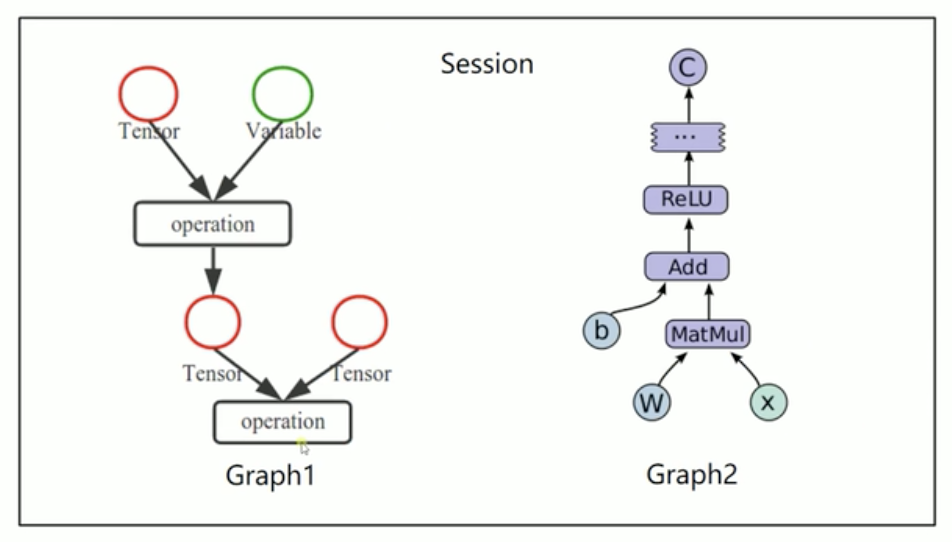 Session
Tensor
Variable
operation
Tensor
Tensor
operation
Graph1
C
...
ReLU
Add
b
MatMul
W
x
Graph2